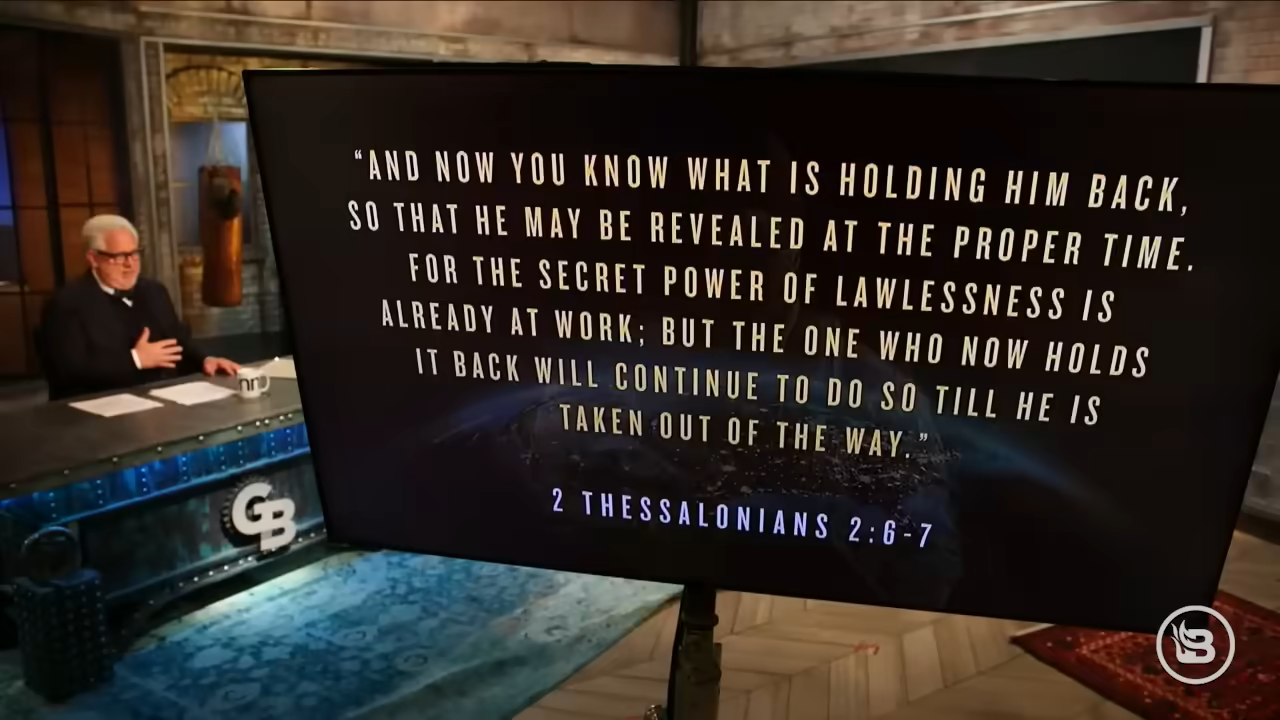 “AND NOW YOU KNOW WHAT IS HOLDING HIM BACK,
SO THAT HE MAY BE REVEALED AT THE PROPER TIME.
FOR THE SECRET POWER OF LAWLESSNESS IS
ALREADY AT WORK; BUT THE ONE WHO NOW HOLDS
IT BACK WILL CONTINUE TO DO SO TILL HE IS
TAKEN OUT OF THE WAY.”
2 THESSALONIANS 2:6-7
GB
B